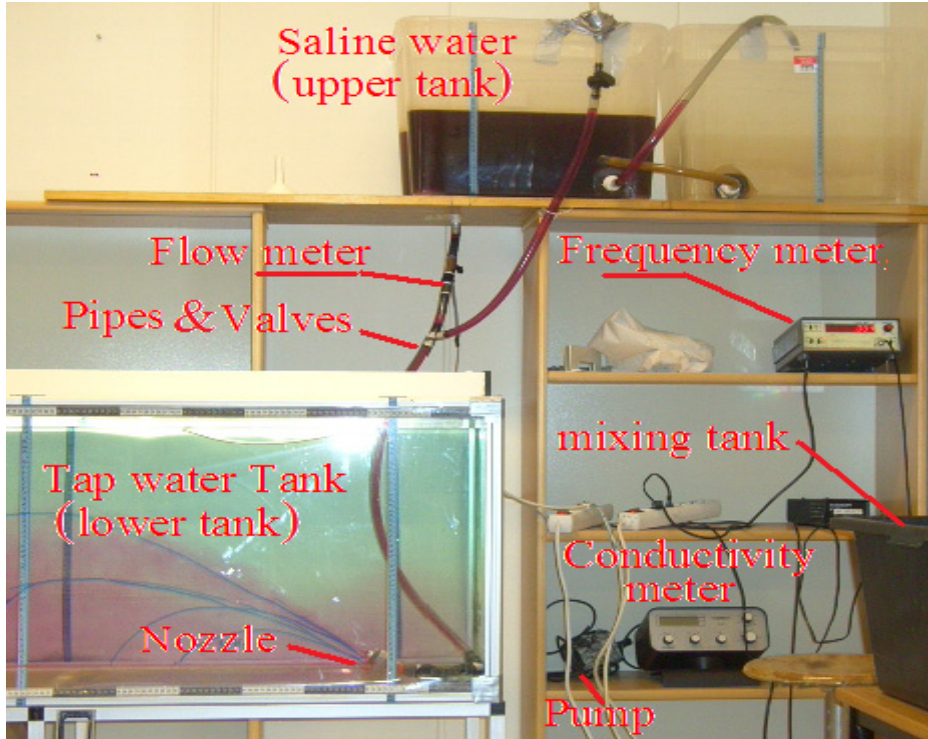 Saline water
(upper tank)
Flow meter
Frequency meter
Pipes & Valves
mixing tank
Tap water Tank
(lower tank)
Conductivity
meter
Nozzle
Pump